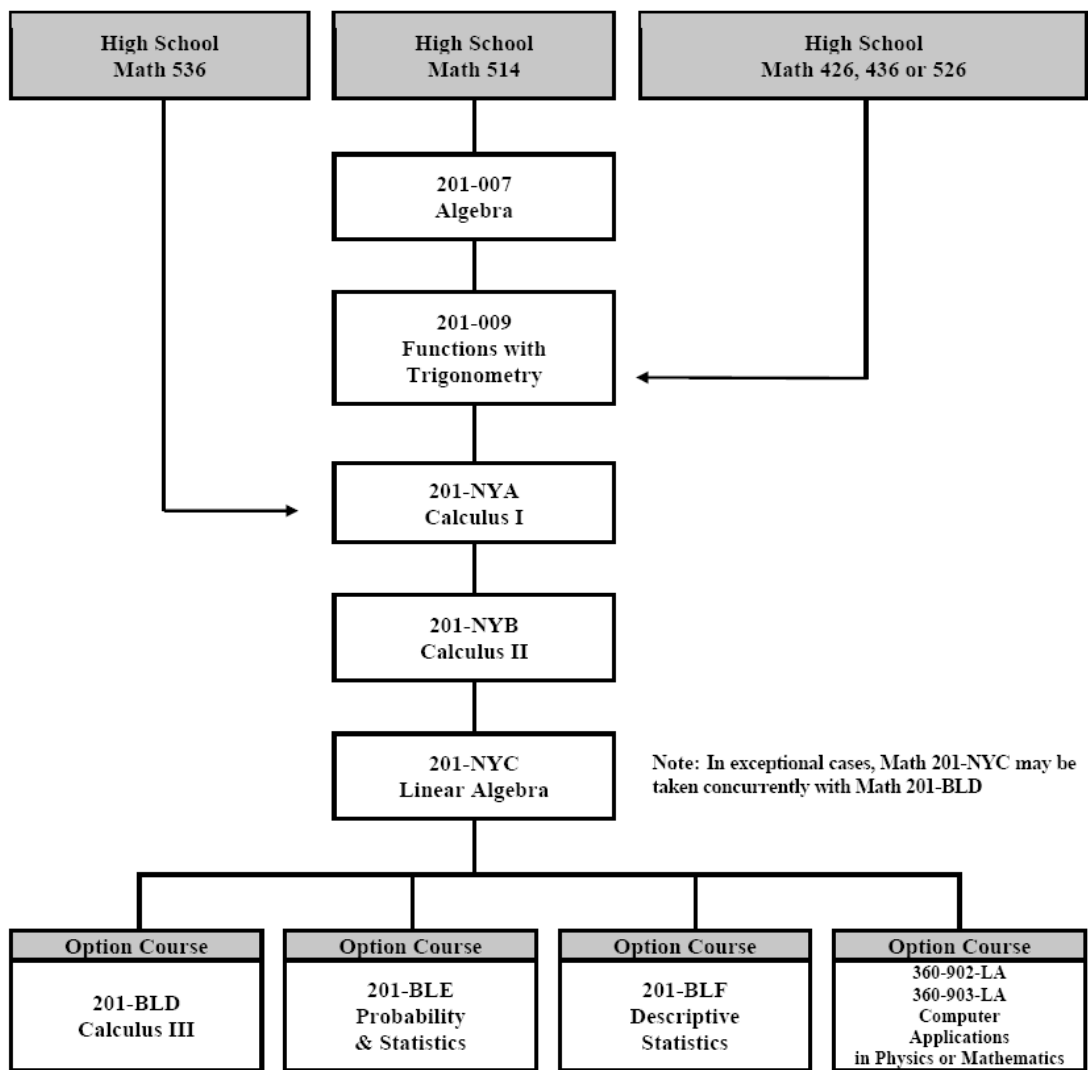 High School
Math 536
High School
Math 514
High School
Math 426, 436 or 526
201-007
Algebra
201-009
Functions with
Trigonometry
201-NYA
Calculus I
201-NYB
Calculus II
201-NYC
Linear Algebra
Note: In exceptional cases, Math 201-NYC may be
taken concurrently with Math 201-BLD
Option Course
201-BLD
Calculus III
Option Course
201-BLE
Probability
& Statistics
Option Course
201-BLF
Descriptive
Statistics
Option Course
360-902-LA
360-903-LA
Computer
Applications
in Physics or Mathematics